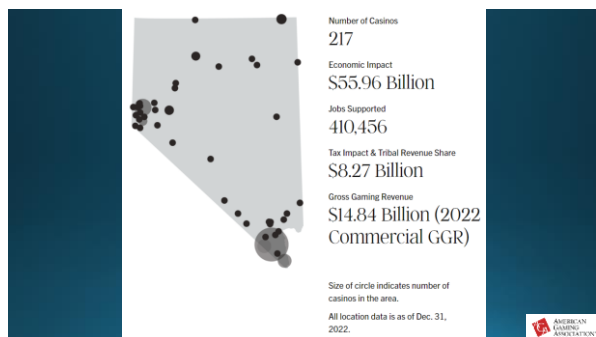 Number of Casinos
217
Economic Impact
$55.96 Billion
Jobs Supported
410,456
Tax Impact & Tribal Revenue Share
$8.27 Billion
Gross Gaming Revenue
$14.84 Billion (2022
Commercial GGR)
Size of circle indicates number of
casinos in the area.
All location data is as of Dec. 31,
2022.
AMERICAN
GAMING
ASSOCIATION